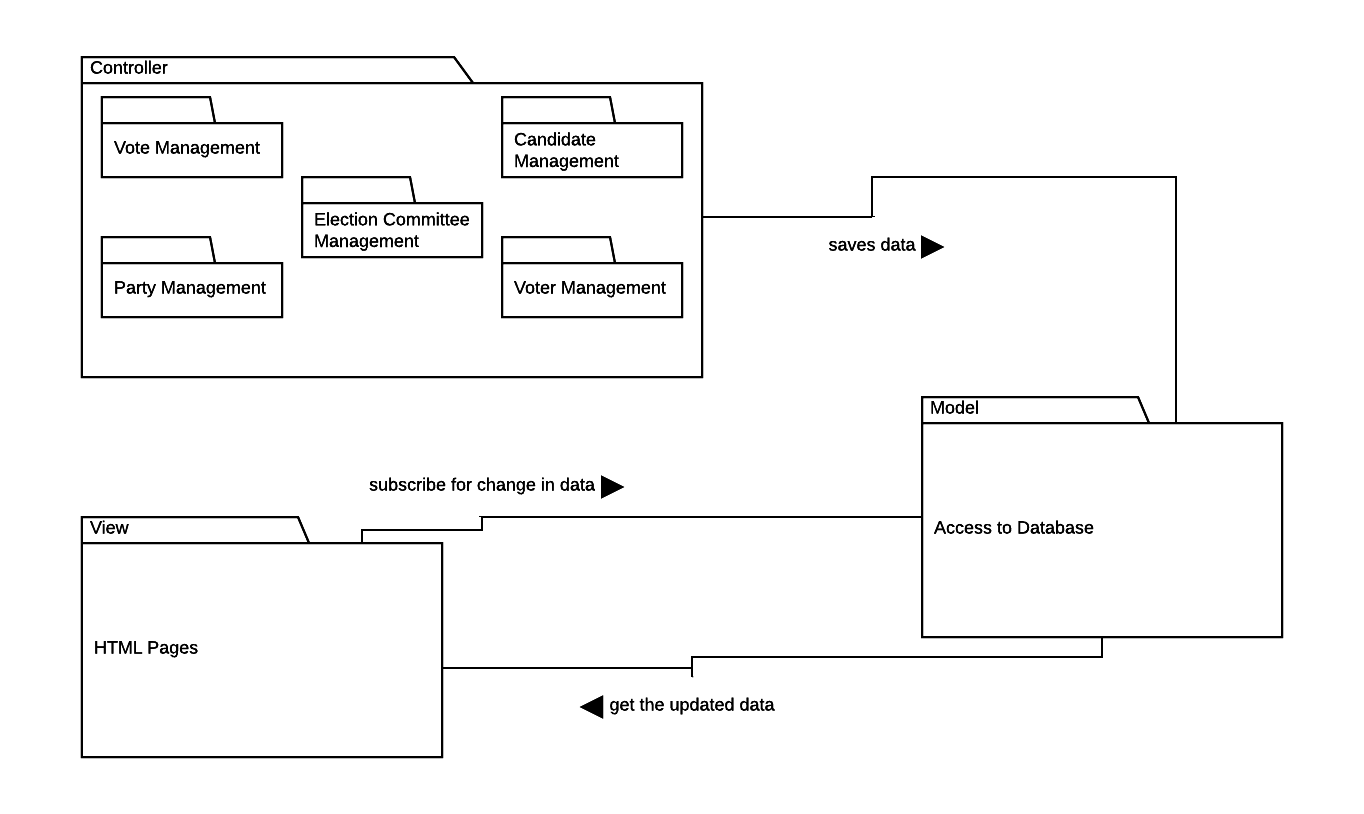 Controller
Vote Management
Candidate
Management
Election Committee
Management
Party Management
Voter Management
saves data
Model
Access to Database
subscribe for change in data
View
HTML Pages
get the updated data